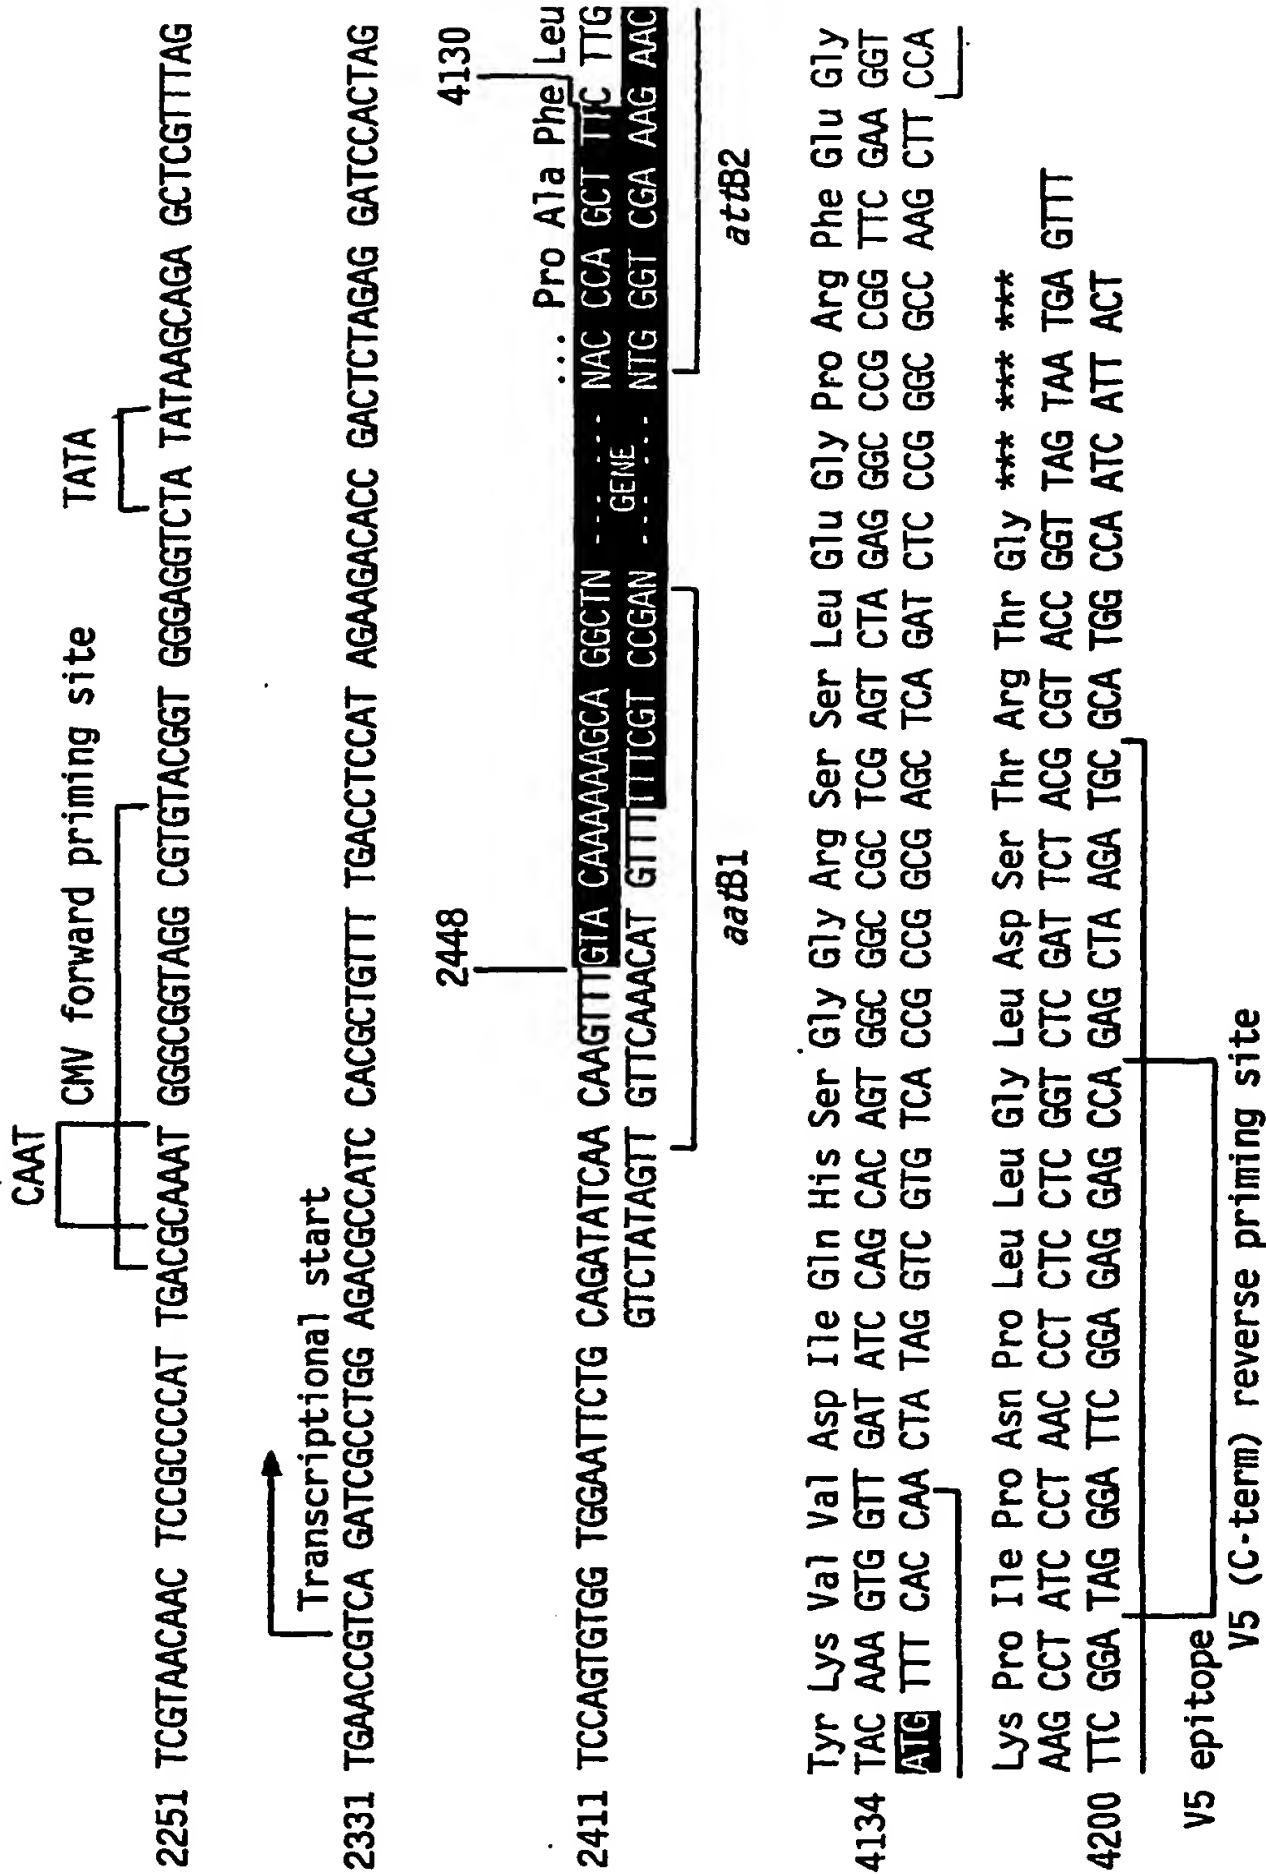 CAAT
CMV forward priming site
TATA
2251 TCGTAACAAC TCCGCCCCAT TGACGCAAAT GGGCGGTAGG CGTGTACGGT GGGAGGTCTA TATAAGCAGA GCTCGTTTAG
Transcriptional start
2331 TGAACCGTCA GATCGCCTGG AGACGCCATC CACGCTGTTT TGACCTCCAT AGAAGACACC GACTCTAGAG GATCCACTAG
2448
4130
... Pro Ala Phe Leu
2411 TCCAGTGTGG TGGAATTCTG CAGATATCAA CAAGTTTGTA CAAAAAAGCA GGCTN ----- NAC CCA GCT TTC TTG
GENE
GTCTATAGTT GTTCAAACAT GTTTTTTCGT CCGAN ----- NTG GGT CGA AAG AAC
aatB1
attB2
Tyr Lys Val Val Asp Ile Gln His Ser Gly Gly Arg Ser Ser Leu Glu Gly Pro Arg Phe Glu Gly
4134 TAC AAA GTG GTT GAT ATC CAG CAC AGT GGC GGC CGC TCG AGT CTA GAG GGC CCG CGG TTC GAA GGT
ATG TTT CAC CAA CTA TAG GTC GTG TCA CCG CCG GCG AGC TCA GAT CTC CCG GGC GCC AAG CTT CCA
Lys Pro Ile Pro Asn Pro Leu Leu Gly Leu Asp Ser Thr Arg Thr Gly *** *** ***
AAG CCT ATC CCT AAC CCT CTC CTC GGT CTC GAT TCT ACG CGT ACC GGT TAG TAA TGA GTTT
4200 TTC GGA TAG GGA TTC GGA GAG GAG CCA GAG CTA AGA TGC GCA TGG CCA ATC ATT ACT
V5 epitope
V5 (C-term) reverse priming site